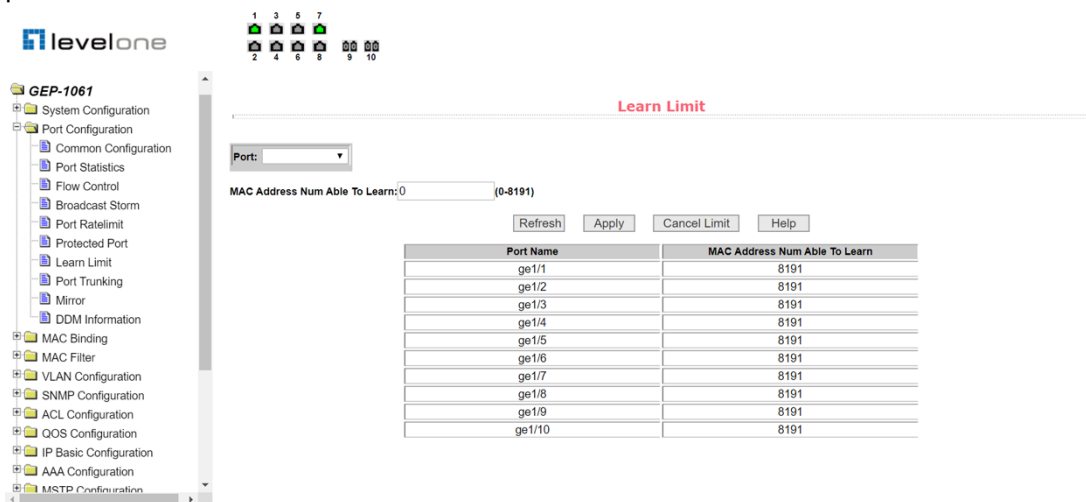 levelone
1 3 5 7
2 4 6 8 9 10
GEP-1061
System Configuration
Port Configuration
Common Configuration
Port Statistics
Flow Control
Broadcast Storm
Port Ratelimit
Protected Port
Learn Limit
Port Trunking
Mirror
DDM Information
MAC Binding
MAC Filter
VLAN Configuration
SNMP Configuration
ACL Configuration
QOS Configuration
IP Basic Configuration
AAA Configuration
MSTP Configuration
Learn Limit
Port:
MAC Address Num Able To Learn: 0 (0-8191)
Refresh Apply Cancel Limit Help
Port Name MAC Address Num Able To Learn
ge1/1 8191
ge1/2 8191
ge1/3 8191
ge1/4 8191
ge1/5 8191
ge1/6 8191
ge1/7 8191
ge1/8 8191
ge1/9 8191
ge1/10 8191